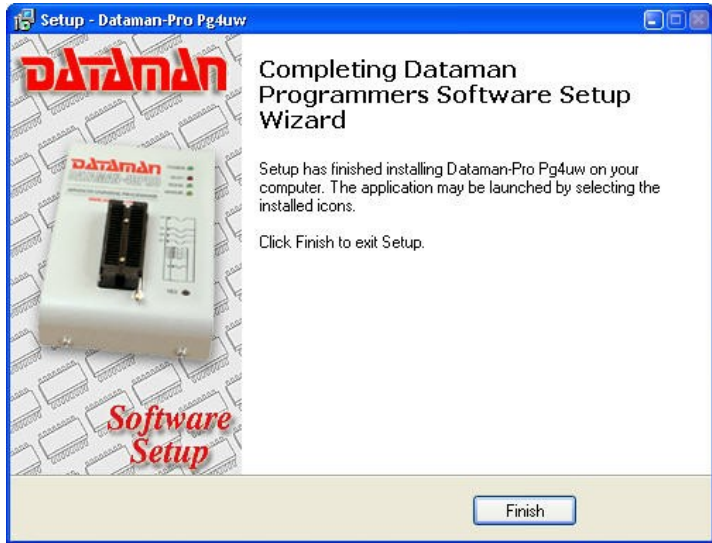 Setup - Dataman-Pro Pg4uw
DATAMAN
Completing Dataman
Programmers Software Setup
Wizard
Setup has finished installing Dataman-Pro Pg4uw on your
computer. The application may be launched by selecting the
installed icons.
Click Finish to exit Setup.
DATAMAN
Software
Setup
Finish